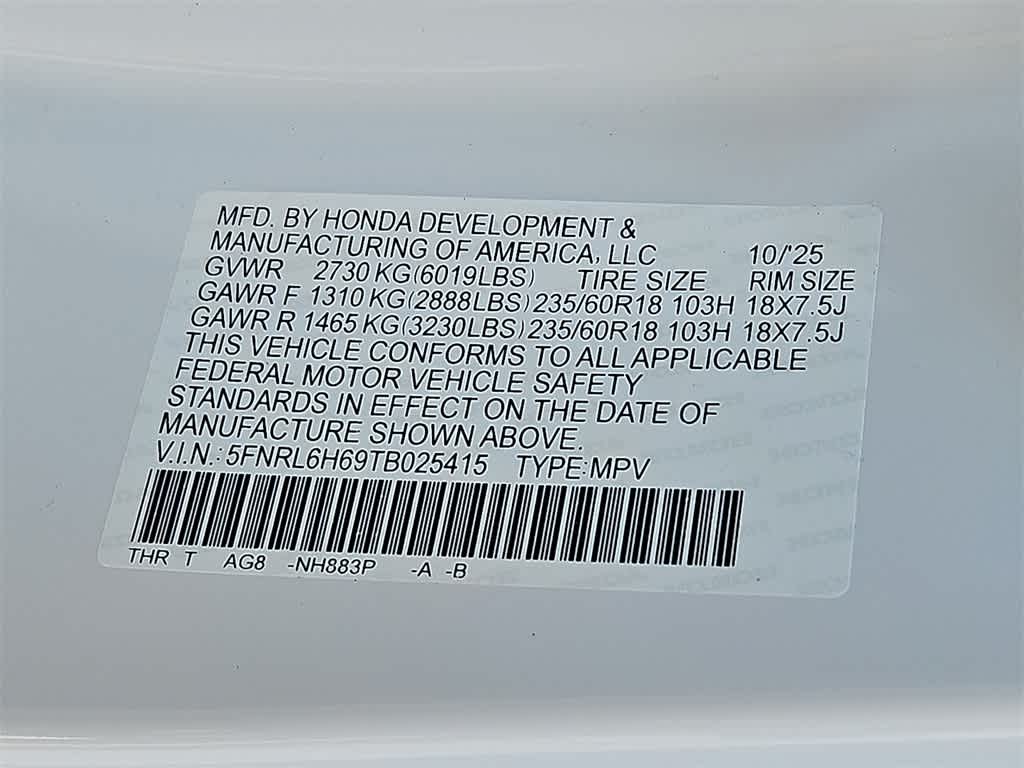 MFD. BY HONDA DEVELOPMENT &
MANUFACTURING OF AMERICA, LLC 10/'25
GVWR 2730 KG(6019LBS) TIRE SIZE RIM SIZE
GAWR F 1310 KG(2888LBS) 235/60R18 103H 18X7.5J
GAWR R 1465 KG(3230LBS) 235/60R18 103H 18X7.5J
THIS VEHICLE CONFORMS TO ALL APPLICABLE
FEDERAL MOTOR VEHICLE SAFETY
STANDARDS IN EFFECT ON THE DATE OF
MANUFACTURE SHOWN ABOVE.
V.I.N.: 5FNRL6H69TB025415 TYPE:MPV
THR T AG8 -NH883P -A -B